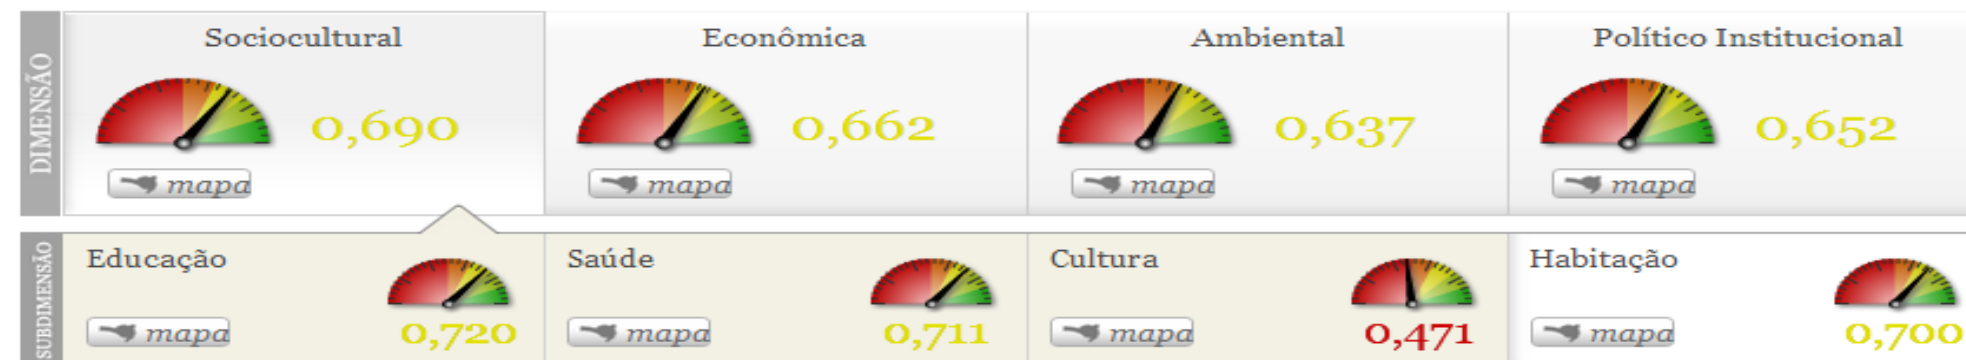 DIMENSÃO
Sociocultural
0,690
mapa
Econômica
0,662
mapa
Ambiental
0,637
mapa
Político Institucional
0,652
mapa
SUBDIMENSÃO
Educação
mapa
0,720
Saúde
mapa
0,711
Cultura
mapa
0,471
Habitação
mapa
0,700